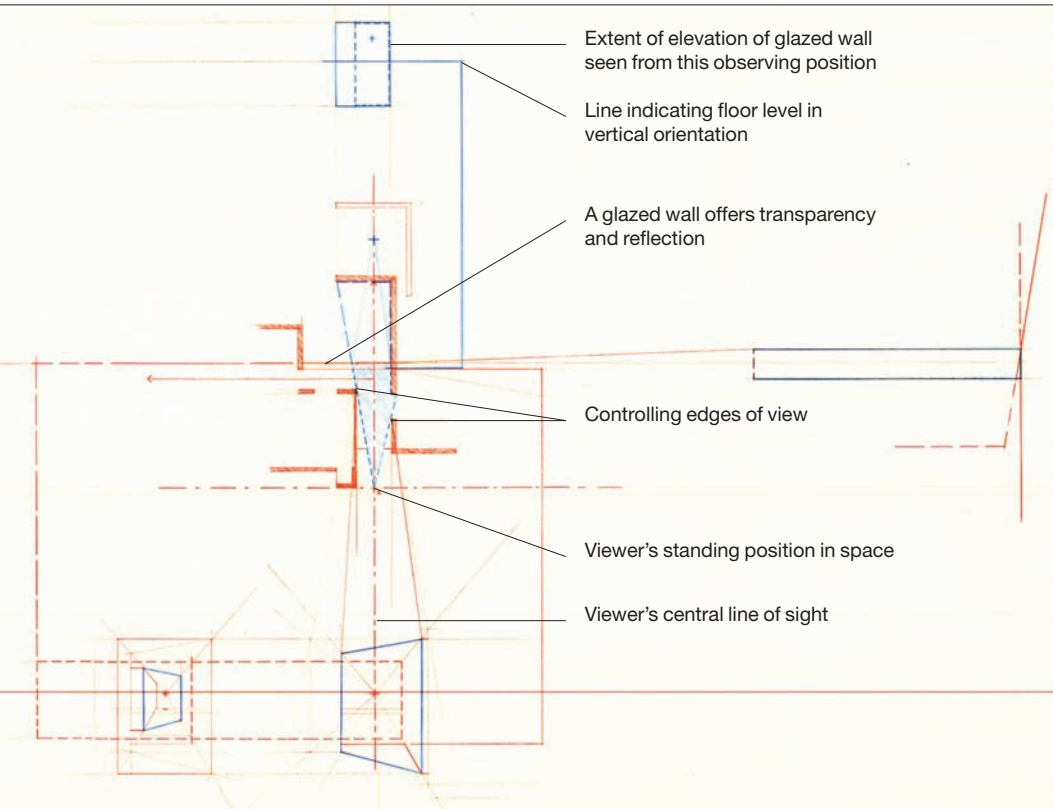 Extent of elevation of glazed wall
seen from this observing position
Line indicating floor level in
vertical orientation
A glazed wall offers transparency
and reflection
Controlling edges of view
Viewer's standing position in space
Viewer's central line of sight